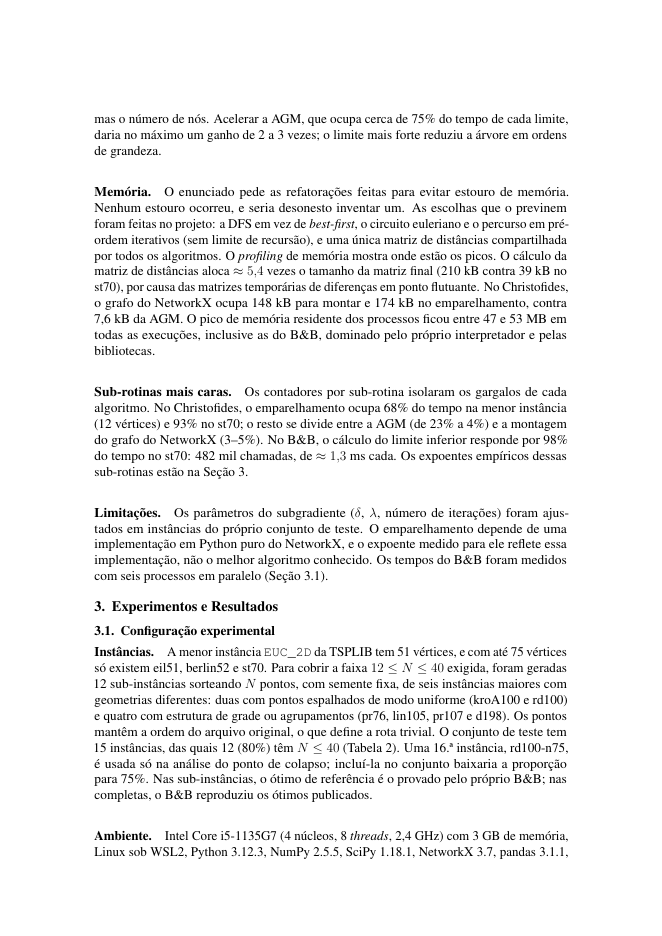 mas o número de nós. Acelerar a AGM, que ocupa cerca de 75% do tempo de cada limite,
daria no máximo um ganho de 2 a 3 vezes; o limite mais forte reduziu a árvore em ordens
de grandeza.
Memória. O enunciado pede as refatorações feitas para evitar estouro de memória.
Nenhum estouro ocorreu, e seria desonesto inventar um. As escolhas que o previnem
foram feitas no projeto: a DFS em vez de best-first, o circuito euleriano e o percurso em pré-
ordem iterativos (sem limite de recursão), e uma única matriz de distâncias compartilhada
por todos os algoritmos. O profiling de memória mostra onde estão os picos. O cálculo da
matriz de distâncias aloca ≈ 5,4 vezes o tamanho da matriz final (210 kB contra 39 kB no
st70), por causa das matrizes temporárias de diferenças em ponto flutuante. No Christofides,
o grafo do NetworkX ocupa 148 kB para montar e 174 kB no emparelhamento, contra
7,6 kB da AGM. O pico de memória residente dos processos ficou entre 47 e 53 MB em
todas as execuções, inclusive as do B&B, dominado pelo próprio interpretador e pelas
bibliotecas.
Sub-rotinas mais caras. Os contadores por sub-rotina isolaram os gargalos de cada
algoritmo. No Christofides, o emparelhamento ocupa 68% do tempo na menor instância
(12 vértices) e 93% no st70; o resto se divide entre a AGM (de 23% a 4%) e a montagem
do grafo do NetworkX (3–5%). No B&B, o cálculo do limite inferior responde por 98%
do tempo no st70: 482 mil chamadas, de ≈ 1,3 ms cada. Os expoentes empíricos dessas
sub-rotinas estão na Seção 3.
Limitações. Os parâmetros do subgradiente (δ, λ, número de iterações) foram ajus-
tados em instâncias do próprio conjunto de teste. O emparelhamento depende de uma
implementação em Python puro do NetworkX, e o expoente medido para ele reflete essa
implementação, não o melhor algoritmo conhecido. Os tempos do B&B foram medidos
com seis processos em paralelo (Seção 3.1).
3. Experimentos e Resultados
3.1. Configuração experimental
Instâncias. A menor instância EUC_2D da TSPLIB tem 51 vértices, e com até 75 vértices
só existem eil51, berlin52 e st70. Para cobrir a faixa 12 ≤ N ≤ 40 exigida, foram geradas
12 sub-instâncias sorteando N pontos, com semente fixa, de seis instâncias maiores com
geometrias diferentes: duas com pontos espalhados de modo uniforme (kroA100 e rd100)
e quatro com estrutura de grade ou agrupamentos (pr76, lin105, pr107 e d198). Os pontos
mantêm a ordem do arquivo original, o que define a rota trivial. O conjunto de teste tem
15 instâncias, das quais 12 (80%) têm N ≤ 40 (Tabela 2). Uma 16.ª instância, rd100-n75,
é usada só na análise do ponto de colapso; incluí-la no conjunto baixaria a proporção
para 75%. Nas sub-instâncias, o ótimo de referência é o provado pelo próprio B&B; nas
completas, o B&B reproduziu os ótimos publicados.
Ambiente. Intel Core i5-1135G7 (4 núcleos, 8 threads, 2,4 GHz) com 3 GB de memória,
Linux sob WSL2, Python 3.12.3, NumPy 2.5.5, SciPy 1.18.1, NetworkX 3.7, pandas 3.1.1,